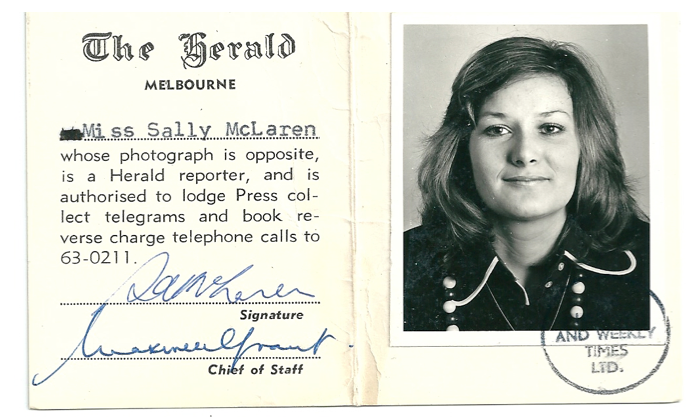 The Herald
MELBOURNE
Miss Sally McLaren
whose photograph is opposite,
is a Herald reporter, and is
authorised to lodge Press col-
lect telegrams and book re-
verse charge telephone calls to
63-0211.
Signature
Chief of Staff
AND WEEKLY
TIMES
LTD.